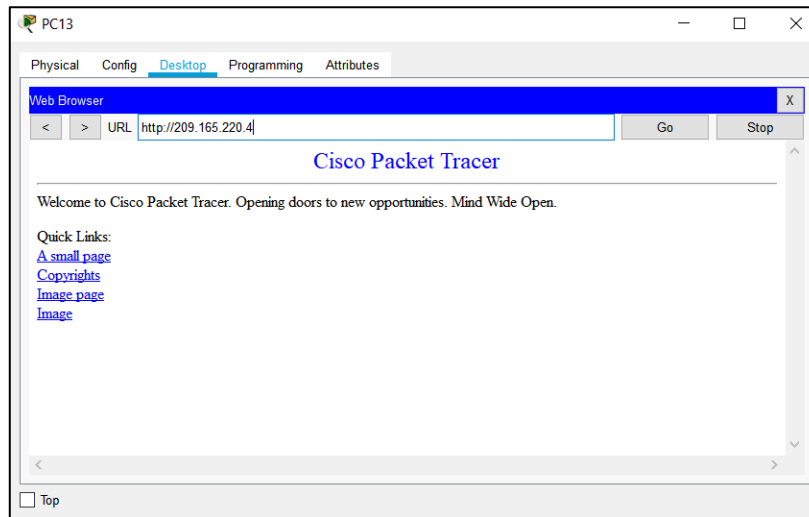 PC13
Physical Config Desktop Programming Attributes
Web Browser X
< > URL http://209.165.220.4 Go Stop
Cisco Packet Tracer
Welcome to Cisco Packet Tracer. Opening doors to new opportunities. Mind Wide Open.
Quick Links:
A small page
Copyrights
Image page
Image
Top